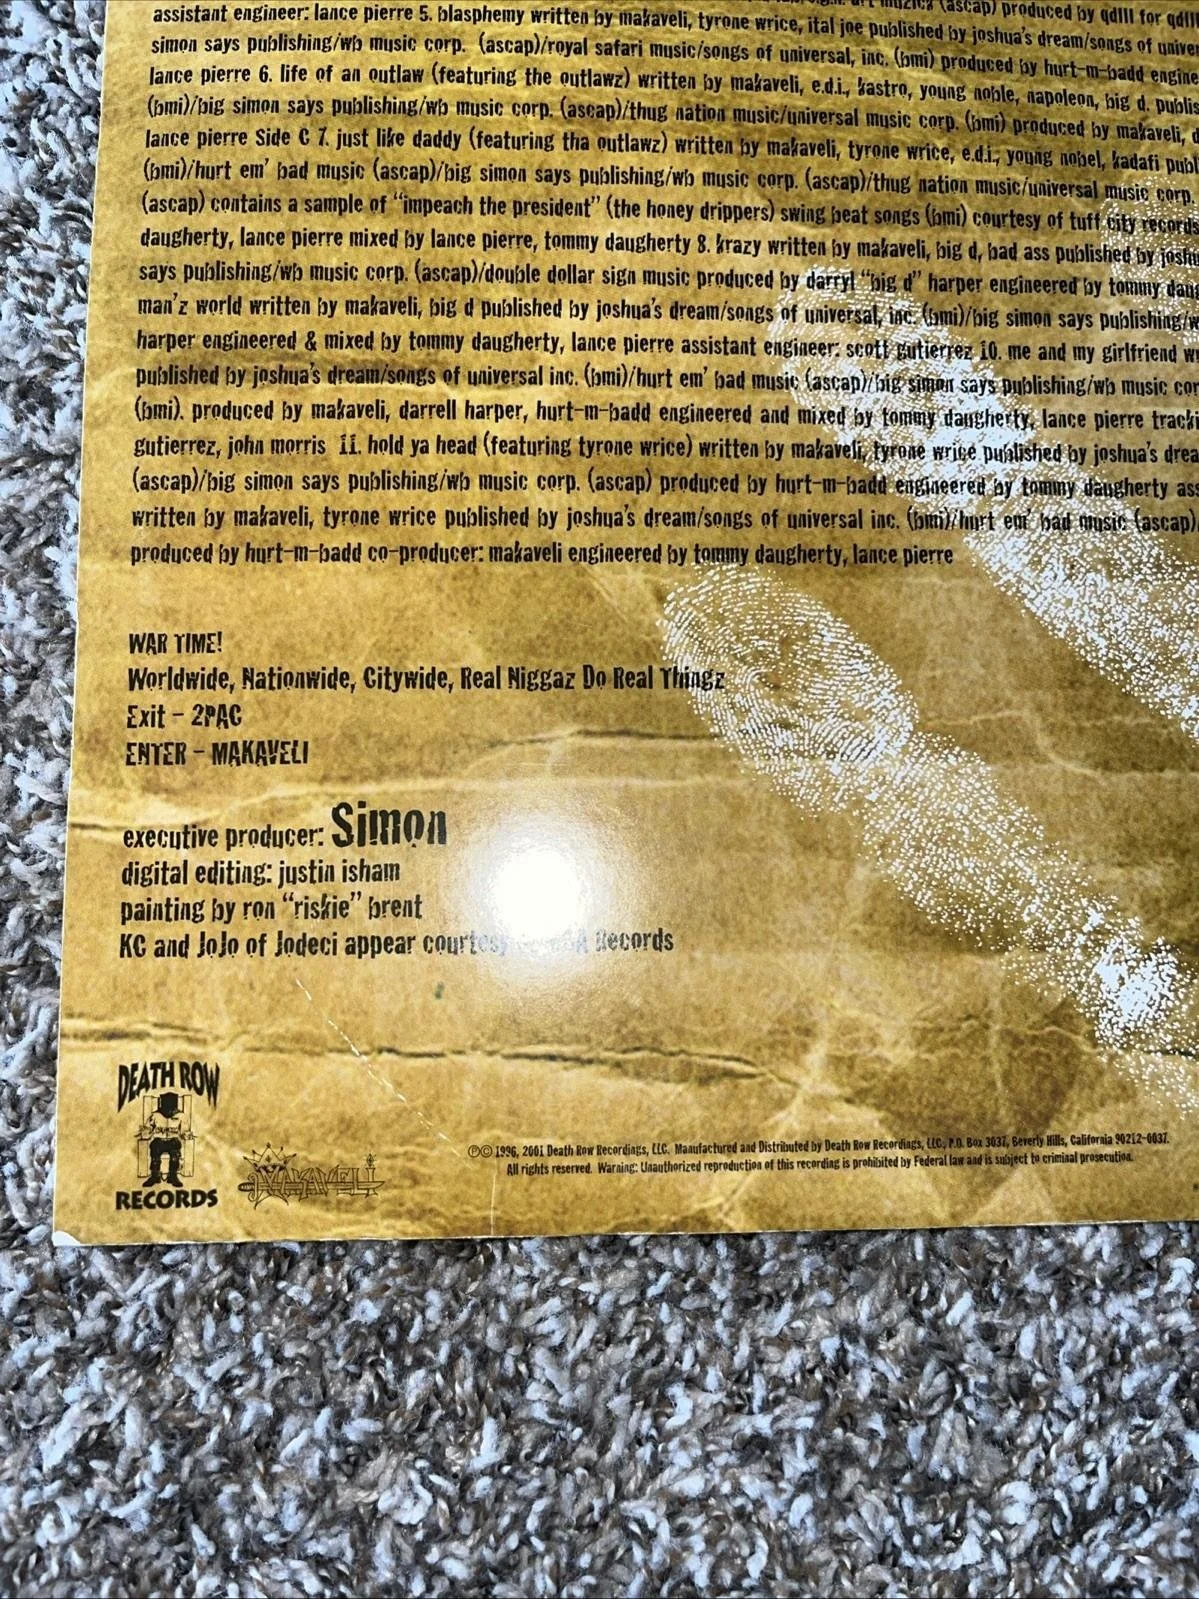 muzick (ascap) produced by qdIII for qdIII
assistant engineer: lance pierre 5. blasphemy written by makaveli, tyrone wrice, ital joe published by joshua's dream/songs of univer
simon says publishing/wb music corp. (ascap)/royal safari music/songs of universal, inc. (bmi) produced by hurt-m-badd engine
lance pierre 6. life of an outlaw (featuring the outlawz) written by makaveli, e.d.i., kastro, young noble, napoleon, big d. publis
(bmi)/big simon says publishing/wb music corp. (ascap)/thug nation music/universal music corp. (bmi) produced by makaveli, d
lance pierre Side C 7. just like daddy (featuring tha outlawz) written by makaveli, tyrone wrice, e.d.i., young nobel, kadafi publ
(bmi)/hurt em' bad music (ascap)/big simon says publishing/wb music corp. (ascap)/thug nation music/universal music corp.
(ascap) contains a sample of "impeach the president" (the honey drippers) swing beat songs (bmi) courtesy of tuff city records
daugherty, lance pierre mixed by lance pierre, tommy daugherty 8. krazy written by makaveli, big d, bad ass published by joshu
says publishing/wb music corp. (ascap)/double dollar sign music produced by darryl "big d" harper engineered by tommy daug
man'z world written by makaveli, big d published by joshua's dream/songs of universal, inc. (bmi)/big simon says publishing/w
harper engineered & mixed by tommy daugherty, lance pierre assistant engineer: scott gutierrez 10. me and my girlfriend w
published by joshua's dream/songs of universal inc. (bmi)/hurt em' bad music (ascap)/big simon says publishing/wb music cor
(bmi). produced by makaveli, darrell harper, hurt-m-badd engineered and mixed by tommy daugherty, lance pierre tracki
gutierrez, john morris 11. hold ya head (featuring tyrone wrice) written by makaveli, tyrone wrice published by joshua's drea
(ascap)/big simon says publishing/wb music corp. (ascap) produced by hurt-m-badd engineered by tommy daugherty ass
written by makaveli, tyrone wrice published by joshua's dream/songs of universal inc. (bmi)/hurt em' bad music (ascap)
produced by hurt-m-badd co-producer: makaveli engineered by tommy daugherty, lance pierre
WAR TIME!
Worldwide, Nationwide, Citywide, Real Niggaz Do Real Thingz
Exit - 2PAC
ENTER - MAKAVELI
executive producer: Simon
digital editing: justin isham
painting by ron "riskie" brent
KC and JoJo of Jodeci appear courtesy Records
DEATH ROW
RECORDS
MAKAVELI
℗© 1996, 2001 Death Row Recordings, LLC. Manufactured and Distributed by Death Row Recordings, LLC, P.O. Box 3037, Beverly Hills, California 90212-0037.
All rights reserved. Warning: Unauthorized reproduction of this recording is prohibited by Federal law and is subject to criminal prosecution.